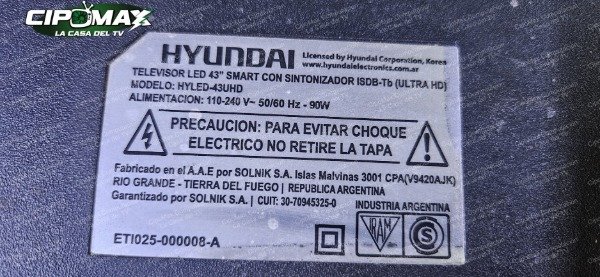 CIPOMAX
LA CASA DEL TV
HYUNDAI
Licensed by Hyundai Corporation, Korea
www.hyundaielectronics.com.ar
TELEVISOR LED 43" SMART CON SINTONIZADOR ISDB-Tb (ULTRA HD)
MODELO: HYLED-43UHD
ALIMENTACION: 110-240 V~ 50/60 Hz - 90W
PRECAUCION: PARA EVITAR CHOQUE
ELECTRICO NO RETIRE LA TAPA
Fabricado en el A.A.E por SOLNIK S.A. Islas Malvinas 3001 CPA(V9420AJK)
RIO GRANDE - TIERRA DEL FUEGO | REPUBLICA ARGENTINA
Garantizado por SOLNIK S.A. | CUIT: 30-70945325-0
INDUSTRIA ARGENTINA
IRAM
S
ETI025-000008-A